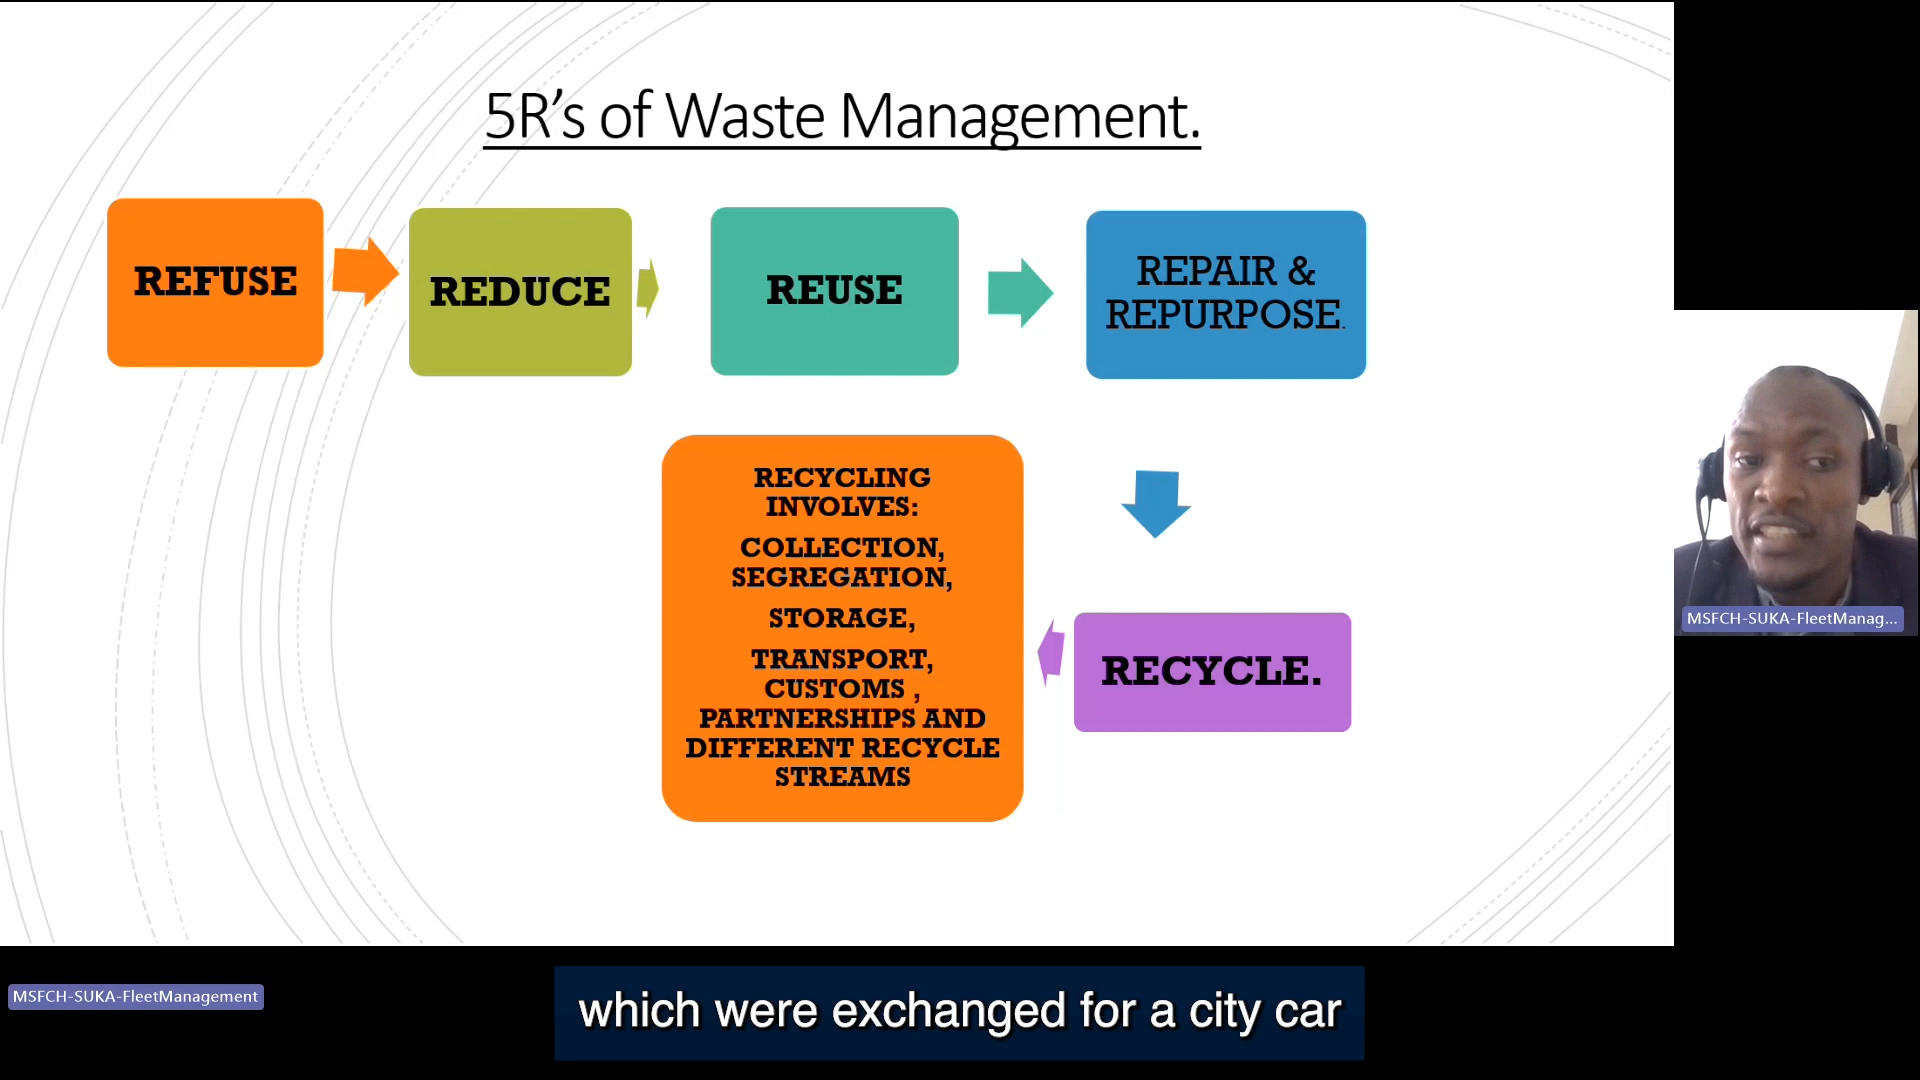 5R’s of Waste Management.
REFUSE
REDUCE
REUSE
REPAIR &
REPURPOSE.
RECYCLING
INVOLVES:
COLLECTION,
SEGREGATION,
STORAGE,
TRANSPORT,
CUSTOMS ,
PARTNERSHIPS AND
DIFFERENT RECYCLE
STREAMS
RECYCLE.
MSFCH-SUKA-FleetManag...
MSFCH-SUKA-FleetManagement
which were exchanged for a city car